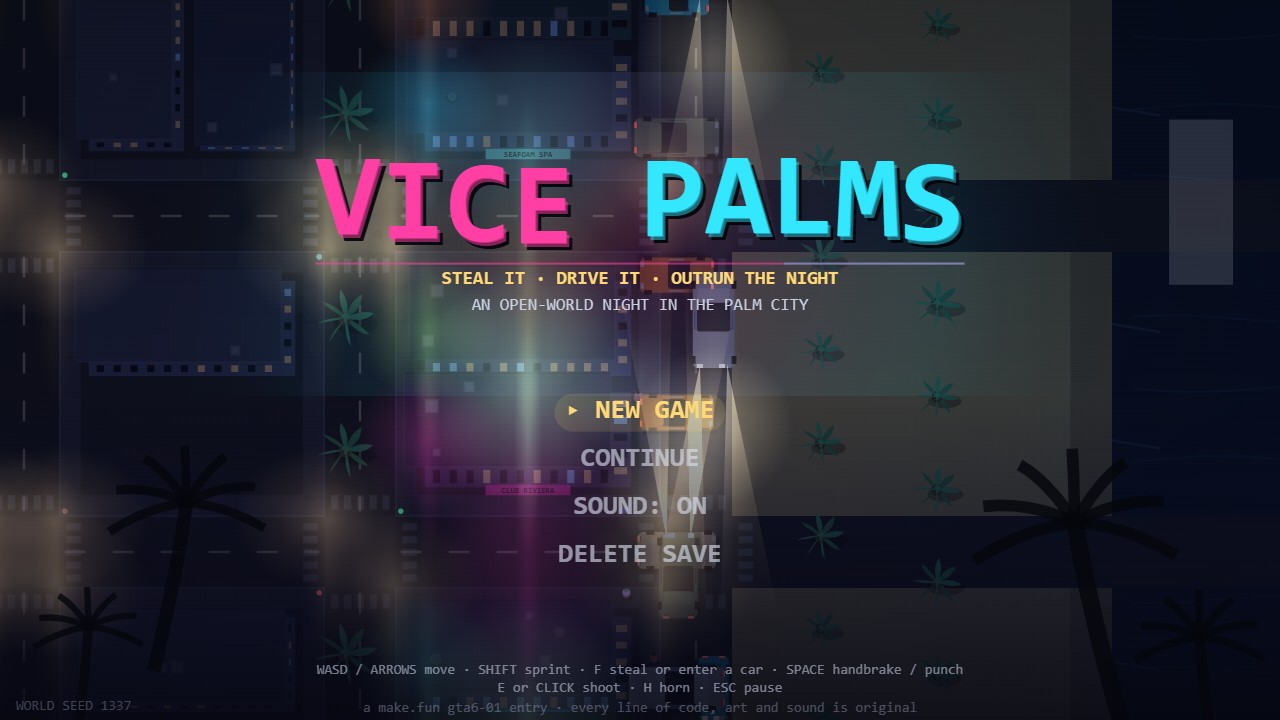 SEAFOAM SPA
VICE PALMS
STEAL IT · DRIVE IT · OUTRUN THE NIGHT
AN OPEN-WORLD NIGHT IN THE PALM CITY
▶ NEW GAME
CONTINUE
CLUB RIVIERA
SOUND: ON
DELETE SAVE
WASD / ARROWS move · SHIFT sprint · F steal or enter a car · SPACE handbrake / punch
E or CLICK shoot · H horn · ESC pause
WORLD SEED 1337
a make.fun gta6-01 entry · every line of code, art and sound is original